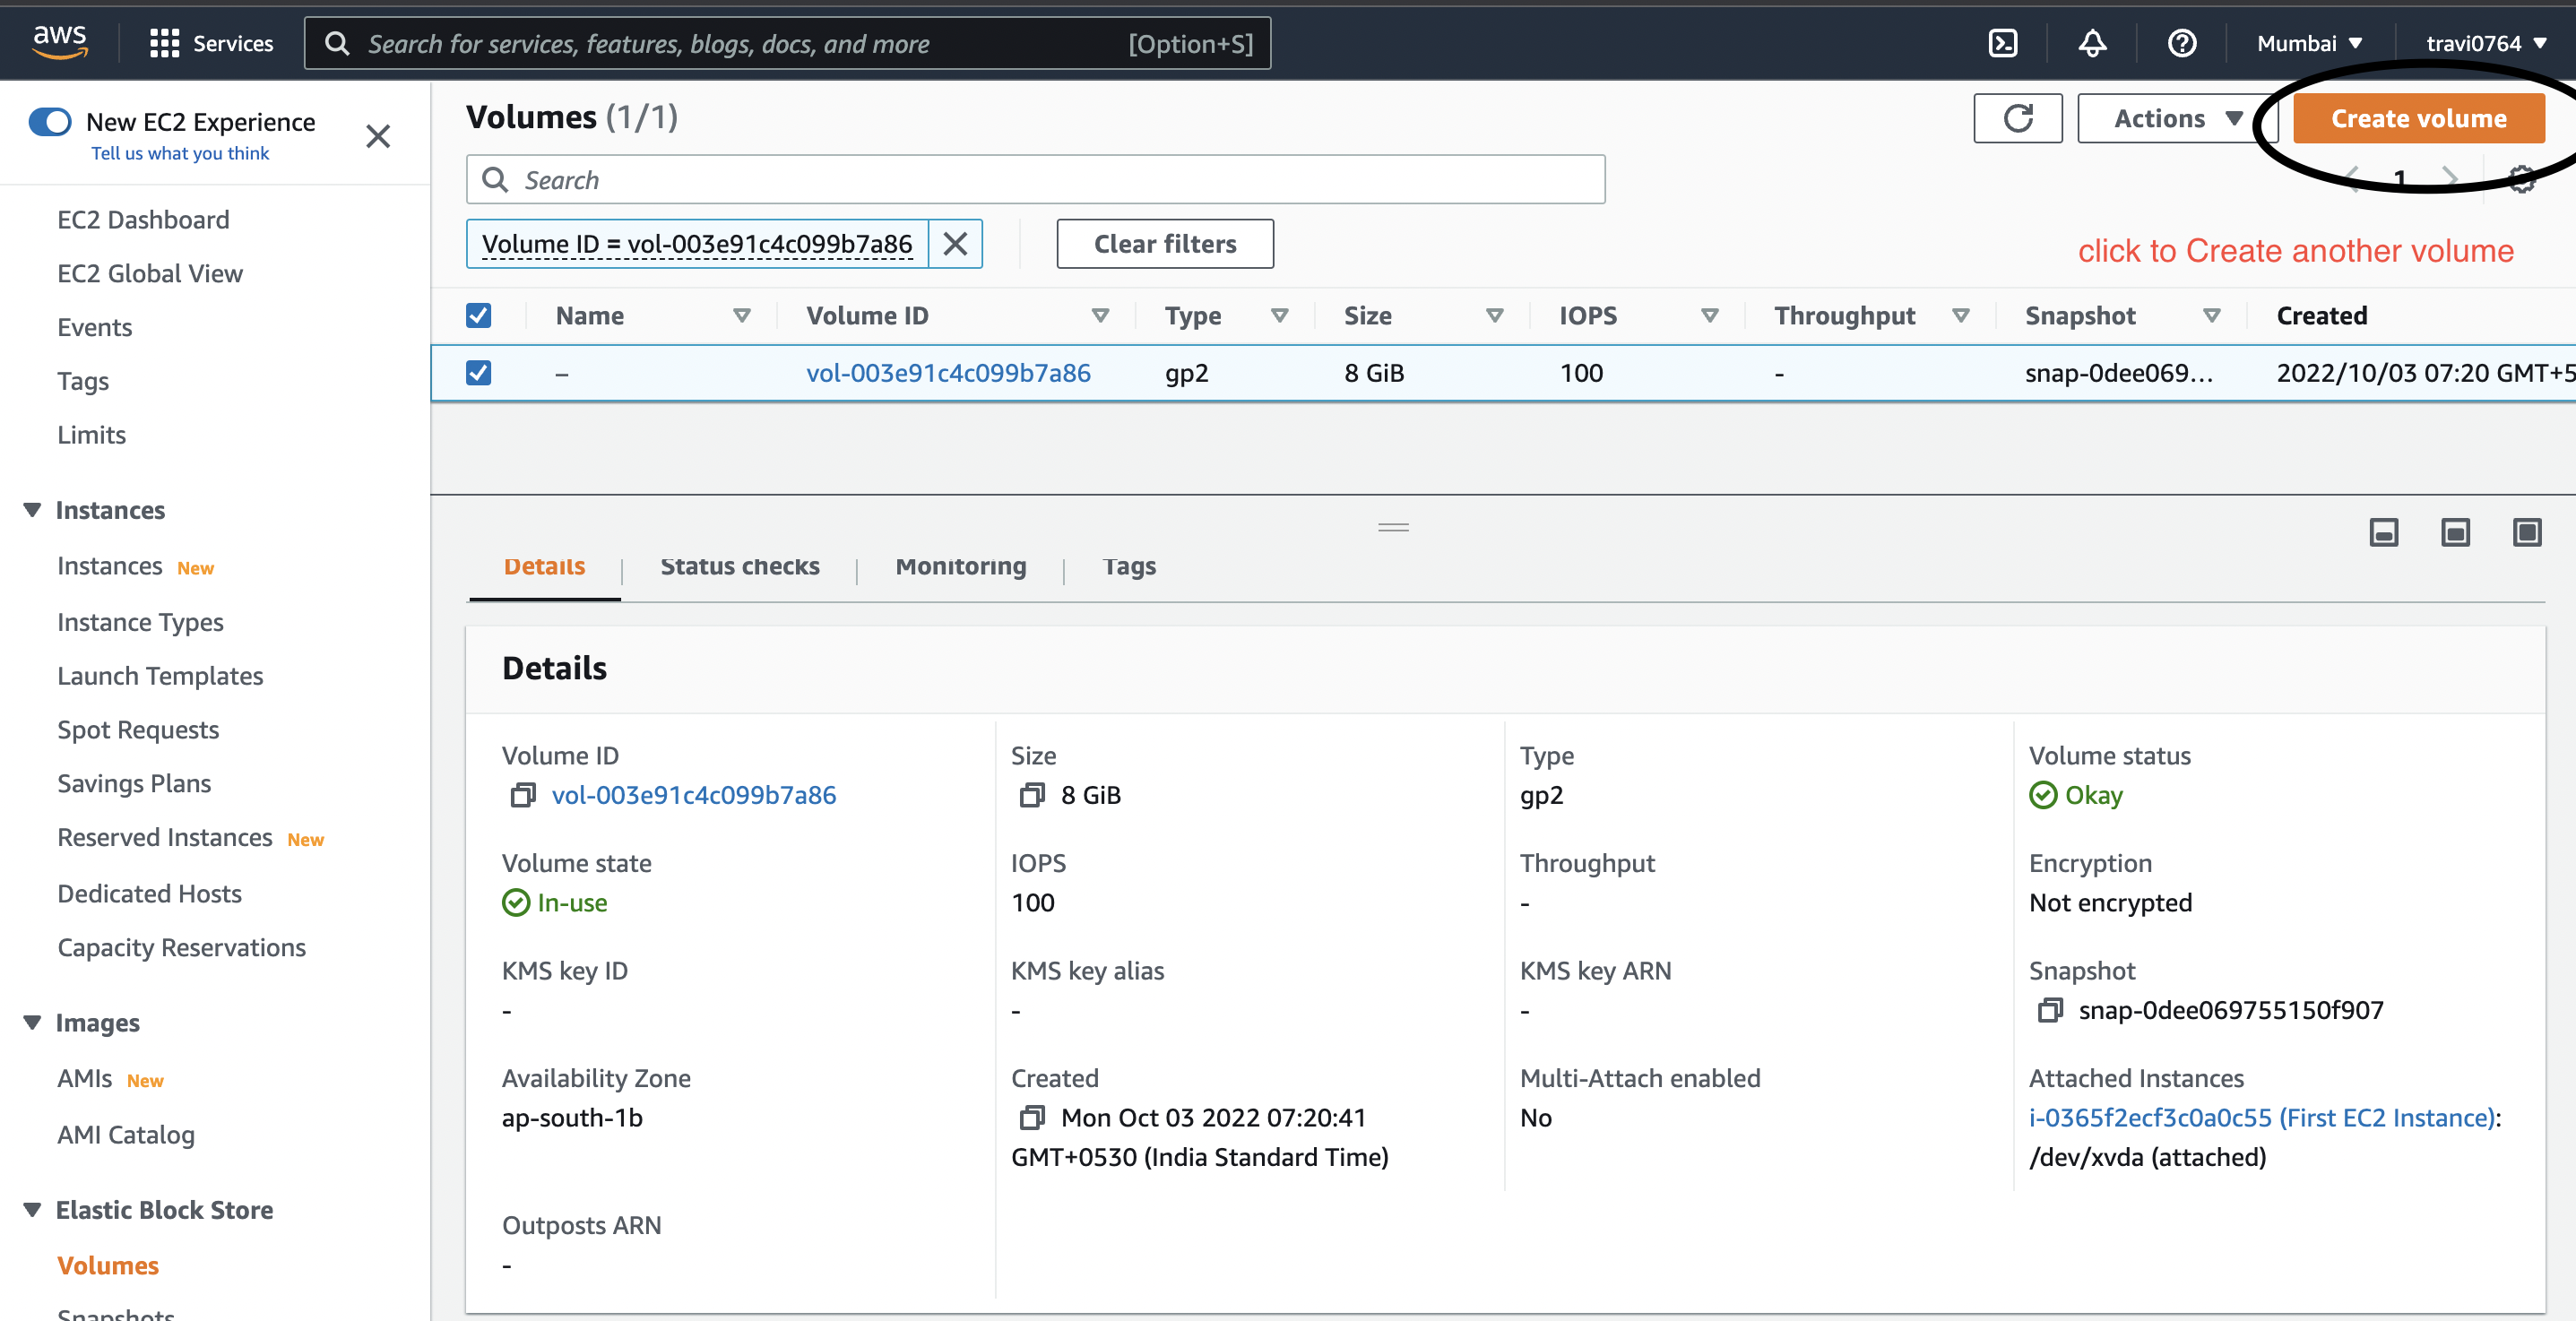 aws Services Search for services, features, blogs, docs, and more [Option+S] Mumbai travi0764
New EC2 Experience
Tell us what you think
EC2 Dashboard
EC2 Global View
Events
Tags
Limits
Instances
Instances New
Instance Types
Launch Templates
Spot Requests
Savings Plans
Reserved Instances New
Dedicated Hosts
Capacity Reservations
Images
AMIs New
AMI Catalog
Elastic Block Store
Volumes
Snapshots
Volumes (1/1) Actions Create volume
Search 1
Volume ID = vol-003e91c4c099b7a86 Clear filters
click to Create another volume
Name Volume ID Type Size IOPS Throughput Snapshot Created
– vol-003e91c4c099b7a86 gp2 8 GiB 100 - snap-0dee069... 2022/10/03 07:20 GMT+5
Details Status checks Monitoring Tags
Details
Volume ID Size Type Volume status
vol-003e91c4c099b7a86 8 GiB gp2 Okay
Volume state IOPS Throughput Encryption
In-use 100 - Not encrypted
KMS key ID KMS key alias KMS key ARN Snapshot
- - - snap-0dee069755150f907
Availability Zone Created Multi-Attach enabled Attached Instances
ap-south-1b Mon Oct 03 2022 07:20:41 No i-0365f2ecf3c0a0c55 (First EC2 Instance):
GMT+0530 (India Standard Time) /dev/xvda (attached)
Outposts ARN
-